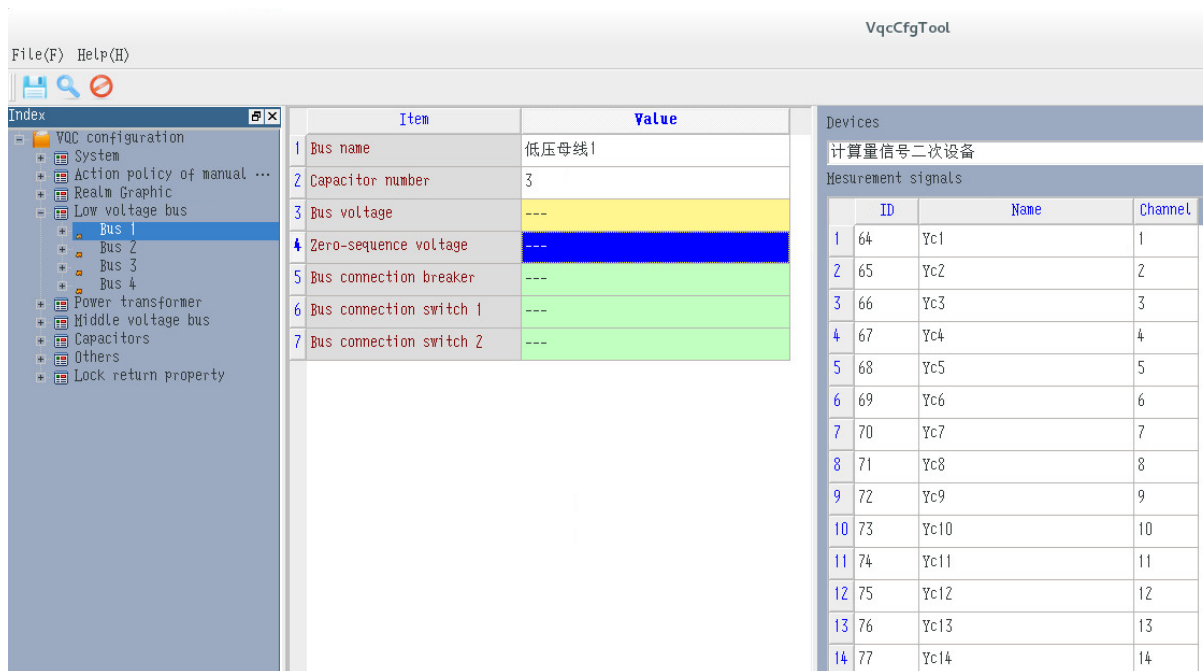 VqcCfgTool
File(F) Help(H)
Index
VQC configuration
System
Action policy of manual ...
Realm Graphic
Low voltage bus
Bus 1
Bus 2
Bus 3
Bus 4
Power transformer
Middle voltage bus
Capacitors
Others
Lock return property
Item Value
1 Bus name 低压母线1
2 Capacitor number 3
3 Bus voltage ---
4 Zero-sequence voltage ---
5 Bus connection breaker ---
6 Bus connection switch 1 ---
7 Bus connection switch 2 ---
Devices
计算量信号二次设备
Mesurement signals
ID Name Channel
1 64 Yc1 1
2 65 Yc2 2
3 66 Yc3 3
4 67 Yc4 4
5 68 Yc5 5
6 69 Yc6 6
7 70 Yc7 7
8 71 Yc8 8
9 72 Yc9 9
10 73 Yc10 10
11 74 Yc11 11
12 75 Yc12 12
13 76 Yc13 13
14 77 Yc14 14